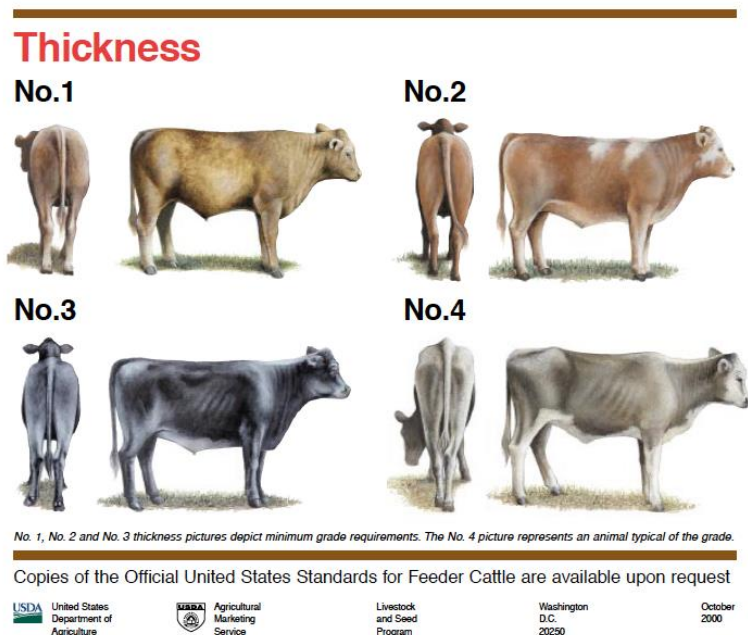 Thickness
No.1
No.2
No.3
No.4
No. 1, No. 2 and No. 3 thickness pictures depict minimum grade requirements. The No. 4 picture represents an animal typical of the grade.
Copies of the Official United States Standards for Feeder Cattle are available upon request
USDA
United States
Department of
Agriculture
USDA
Agricultural
Marketing
Service
Livestock
and Seed
Program
Washington
D.C.
20250
October
2000